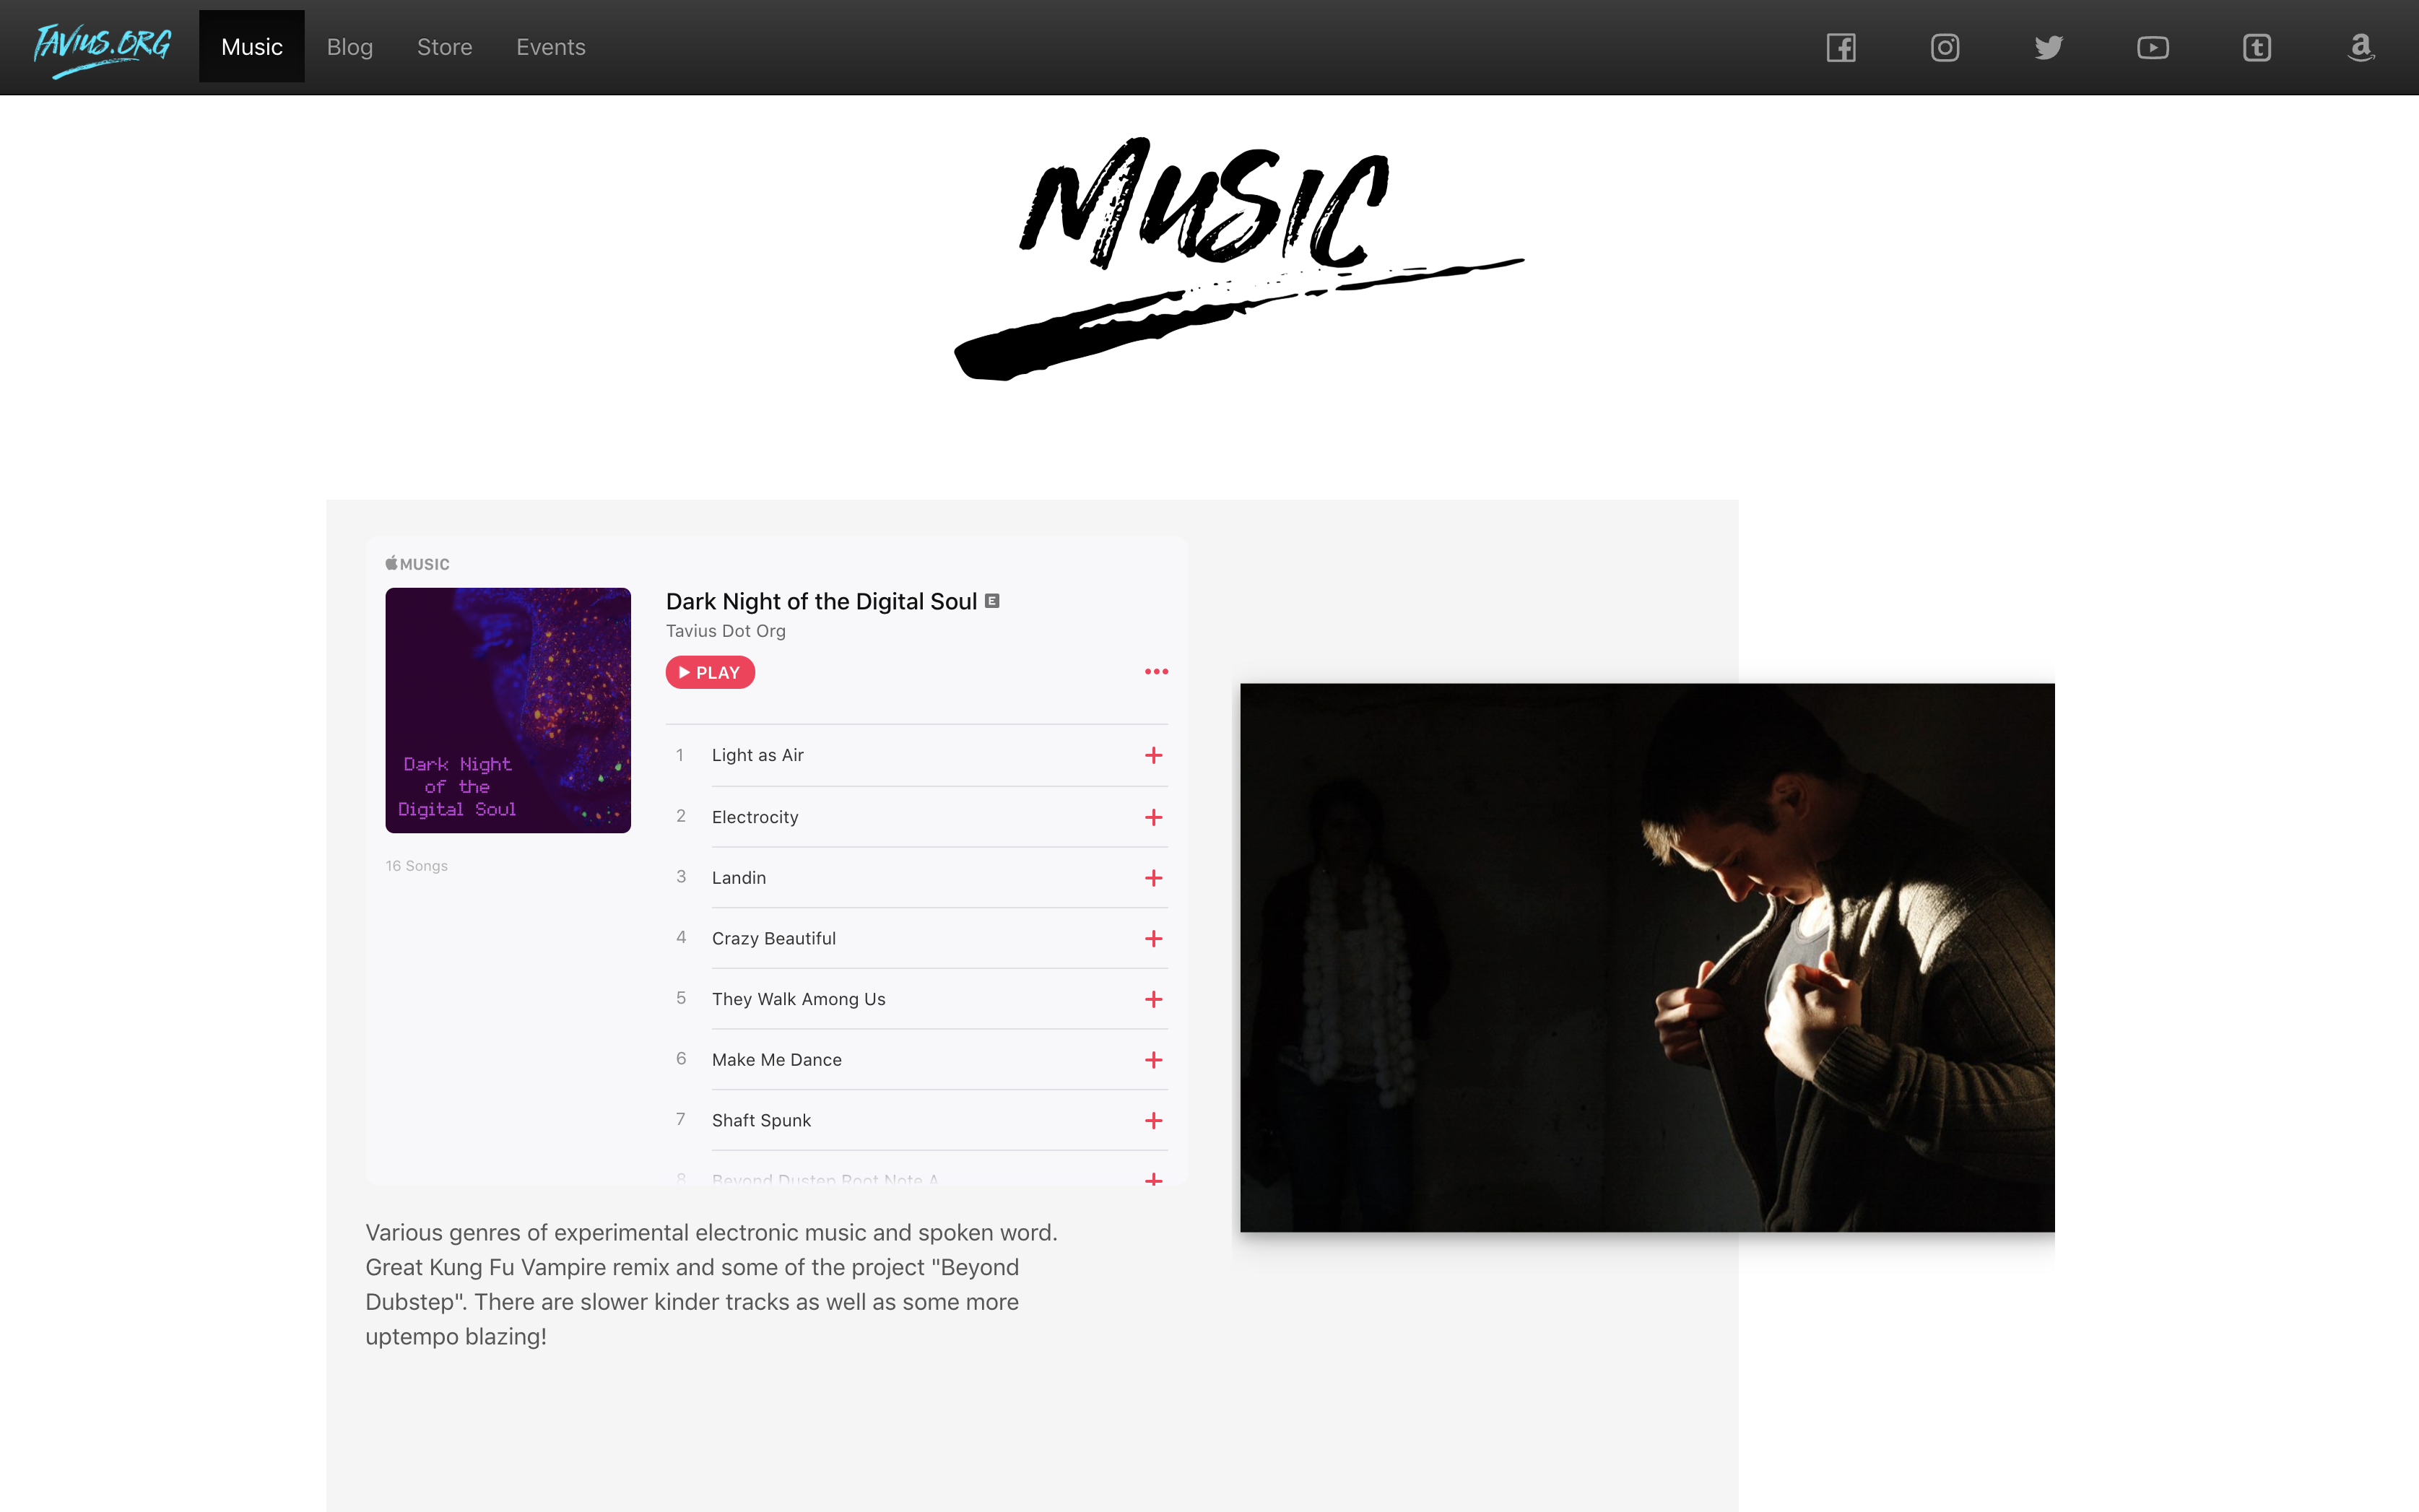 TAVIUS.ORG
Music
Blog
Store
Events
MUSIC
MUSIC
Dark Night of the Digital Soul E
Tavius Dot Org
PLAY
Dark Night
of the
Digital Soul
16 Songs
1 Light as Air
2 Electrocity
3 Landin
4 Crazy Beautiful
5 They Walk Among Us
6 Make Me Dance
7 Shaft Spunk
8 Beyond Dustep Root Note A
Various genres of experimental electronic music and spoken word.
Great Kung Fu Vampire remix and some of the project "Beyond
Dubstep". There are slower kinder tracks as well as some more
uptempo blazing!